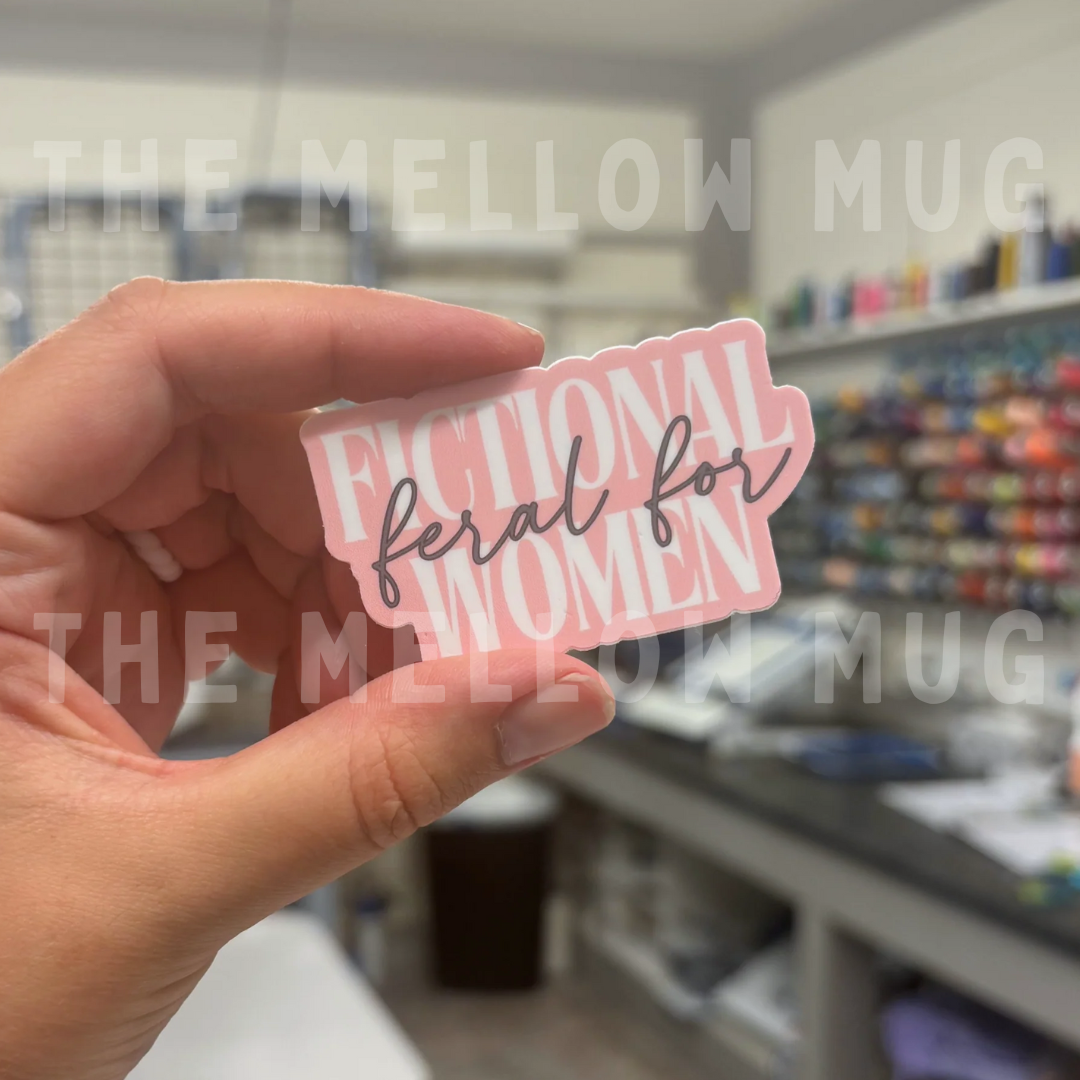 THE MELLOW MUG
FICTIONAL
feral for
WOMEN
THE MELLOW MUG